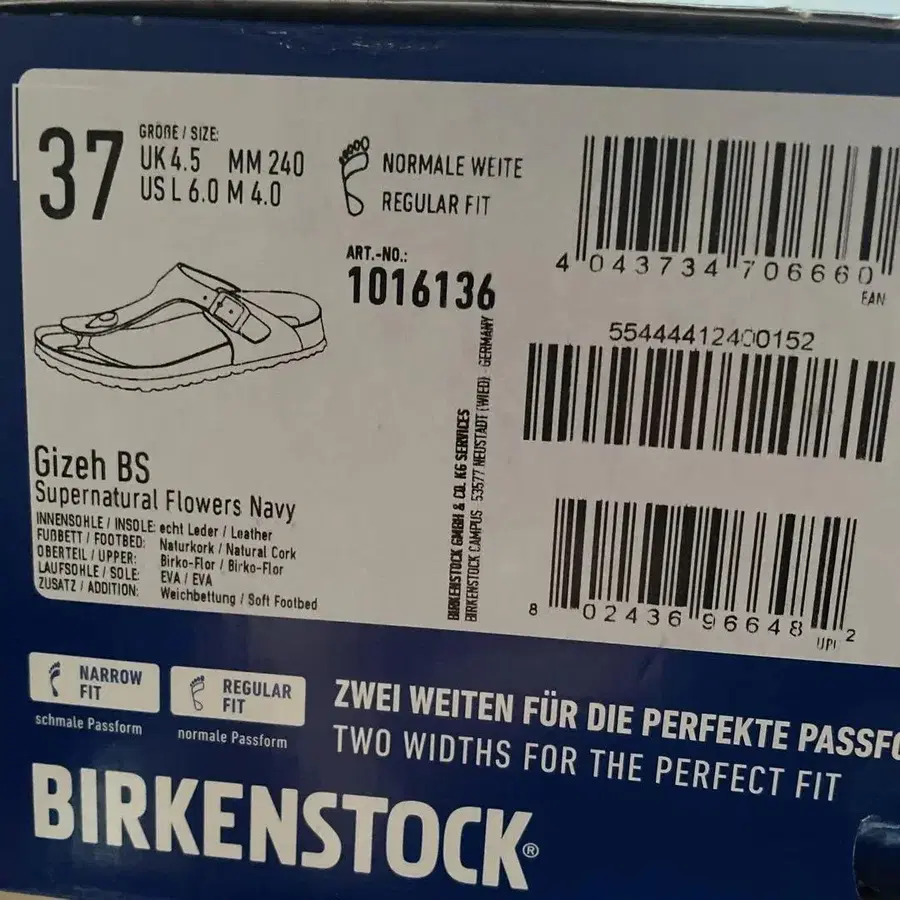 37
GRÖßE / SIZE:
UK 4.5 MM 240
US L 6.0 M 4.0
NORMALE WEITE
REGULAR FIT
ART.-NO.:
1016136
4 043734 706660
EAN
55444412400152
Gizeh BS
Supernatural Flowers Navy
INNENSOHLE / INSOLE: echt Leder / Leather
FUßBETT / FOOTBED: Naturkork / Natural Cork
OBERTEIL / UPPER: Birko-Flor / Birko-Flor
LAUFSOHLE / SOLE: EVA / EVA
ZUSATZ / ADDITION: Weichbettung / Soft Footbed
BIRKENSTOCK GMBH & CO. KG SERVICES
BIRKENSTOCK CAMPUS 53577 NEUSTADT (WIED) - GERMANY
8 02436 96648 2
UPC
NARROW
FIT
schmale Passform
REGULAR
FIT
normale Passform
ZWEI WEITEN FÜR DIE PERFEKTE PASSFO
TWO WIDTHS FOR THE PERFECT FIT
BIRKENSTOCK®